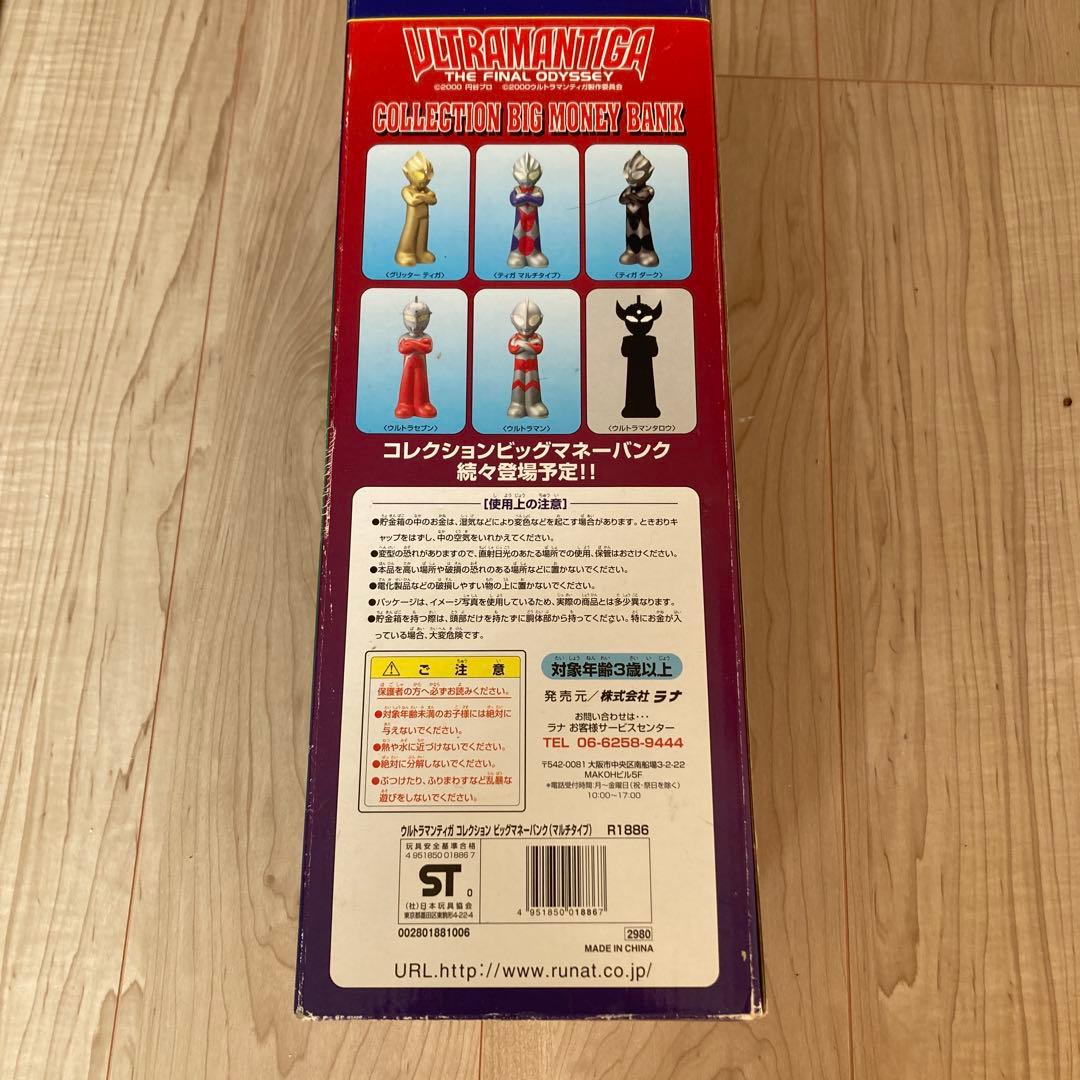 ULTRAMANTIGA
THE FINAL ODYSSEY
©2000 円谷プロ ©2000ウルトラマンティガ製作委員会
COLLECTION BIG MONEY BANK
〈グリッター ティガ〉
〈ティガ マルチタイプ〉
〈ティガ ダーク〉
〈ウルトラセブン〉
〈ウルトラマン〉
〈ウルトラマンタロウ〉
コレクションビッグマネーバンク
続々登場予定!!
[使用上の注意]
●貯金箱の中のお金は、湿気などにより変色などを起こす場合があります。ときおりキ
ャップをはずし、中の空気をいれかえてください。
●変型の恐れがありますので、直射日光のあたる場所での使用、保管はおさけください。
●本品を高い場所や破損の恐れのある場所などに置かないでください。
●電化製品などの破損しやすい物の上に置かないでください。
●パッケージは、イメージ写真を使用しているため、実際の商品とは多少異なります。
●貯金箱を持つ際は、頭部だけを持たずに胴体部から持ってください。特にお金が入
っている場合、大変危険です。
⚠ ご注意
保護者の方へ必ずお読みください。
●対象年齢未満のお子様には絶対に
与えないでください。
●熱や水に近づけないでください。
●絶対に分解しないでください。
●ぶつけたり、ふりまわすなど乱暴な
遊びをしないでください。
対象年齢3歳以上
発売元/株式会社 ラナ
お問い合わせは・・・
ラナ お客様サービスセンター
TEL 06-6258-9444
〒542-0081 大阪市中央区南船場3-2-22
MAKOHビル5F
*電話受付時間:月〜金曜日(祝・祭日を除く)
10:00〜17:00
ウルトラマンティガ コレクション ビッグマネーバンク(マルチタイプ) R1886
玩具安全基準合格
4 951850 01886 7
ST 0
(社)日本玩具協会
東京都墨田区東駒形4-22-4
4 951850 018867
002801881006
2980
MADE IN CHINA
URL.http://www.runat.co.jp/